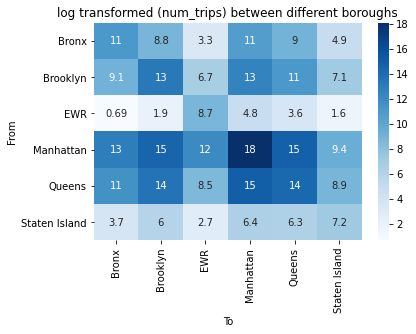 log transformed (num_trips) between different boroughs
From
Bronx 11 8.8 3.3 11 9 4.9
Brooklyn 9.1 13 6.7 13 11 7.1
EWR 0.69 1.9 8.7 4.8 3.6 1.6
Manhattan 13 15 12 18 15 9.4
Queens 11 14 8.5 15 14 8.9
Staten Island 3.7 6 2.7 6.4 6.3 7.2
Bronx Brooklyn EWR Manhattan Queens Staten Island
To
18
16
14
12
10
8
6
4
2